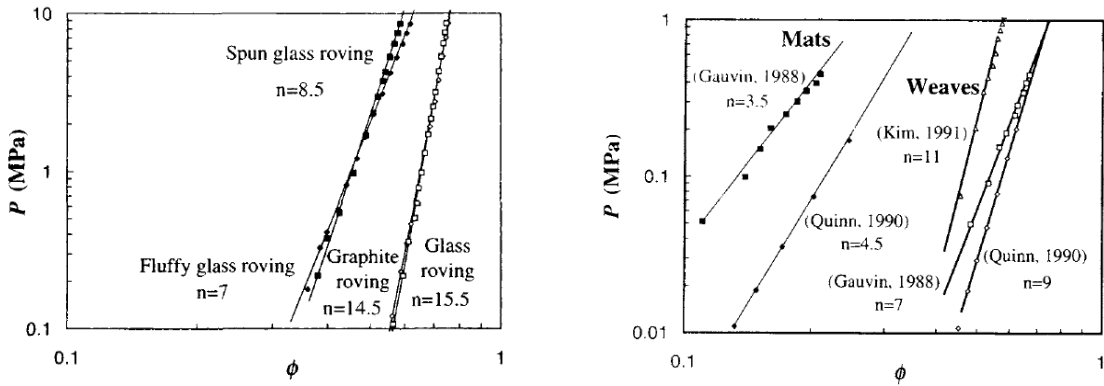 10
Spun glass roving
n=8.5
P (MPa)
1
Fluffy glass roving
n=7
Graphite
roving
n=14.5
Glass
roving
n=15.5
0.1
0.1
ϕ
1
1
Mats
(Gauvin, 1988)
n=3.5
Weaves
(Kim, 1991)
n=11
P (MPa)
0.1
(Quinn, 1990)
n=4.5
(Gauvin, 1988)
n=7
(Quinn, 1990)
n=9
0.01
0.1
ϕ
1